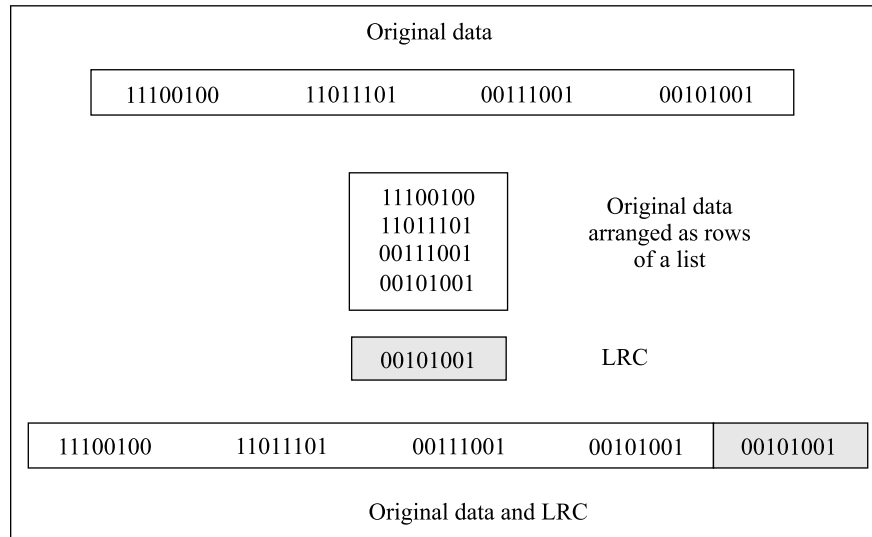 Original data
11100100 11011101 00111001 00101001
11100100
11011101
00111001
00101001
Original data
arranged as rows
of a list
00101001 LRC
11100100 11011101 00111001 00101001 00101001
Original data and LRC